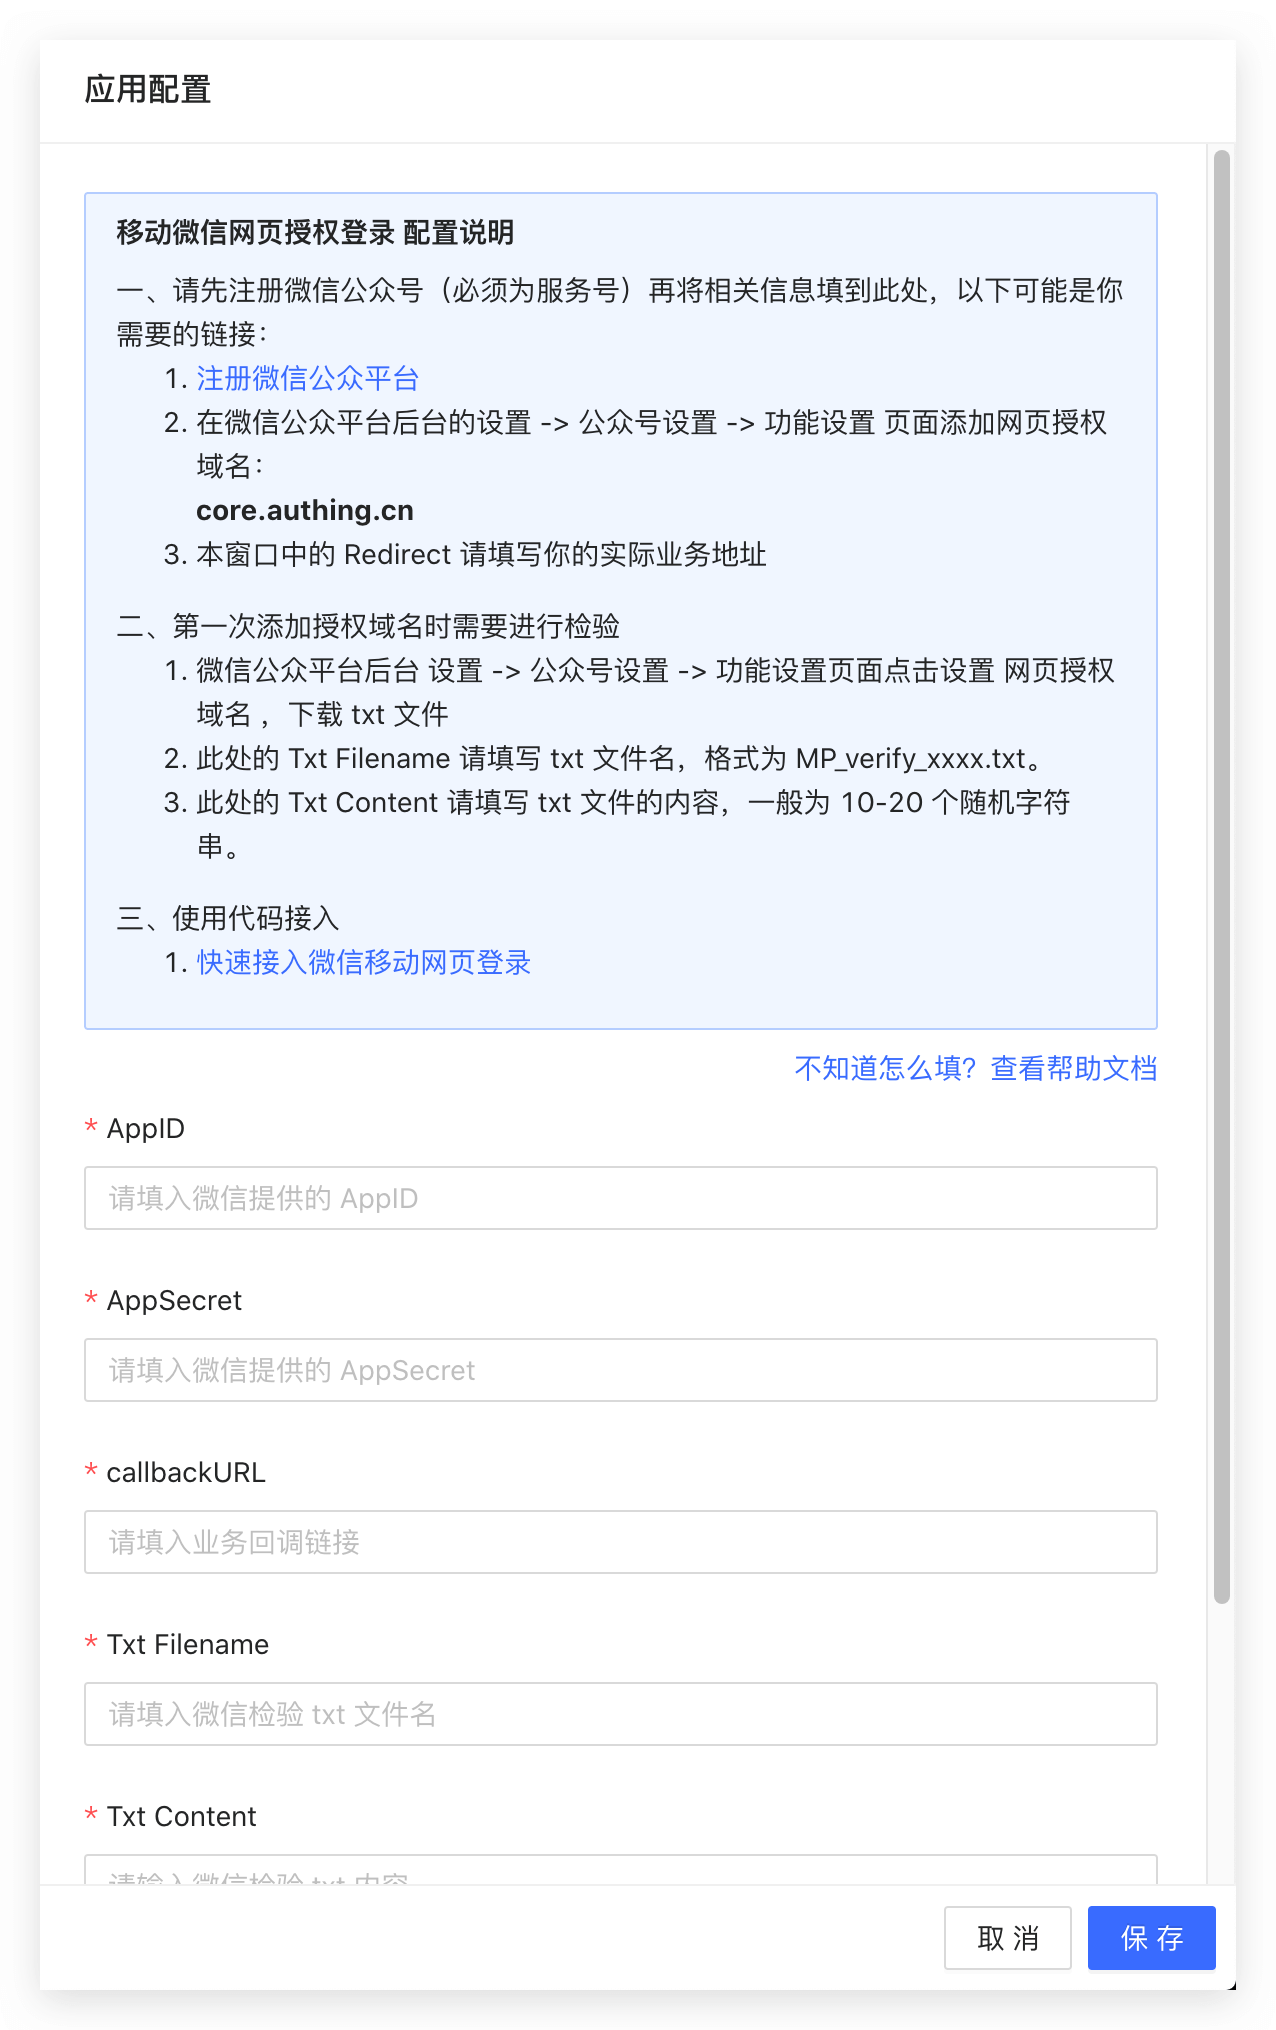 应用配置
移动微信网页授权登录 配置说明
一、请先注册微信公众号（必须为服务号）再将相关信息填到此处，以下可能是你
需要的链接：
1. 注册微信公众平台
2. 在微信公众平台后台的设置 -> 公众号设置 -> 功能设置 页面添加网页授权
域名：
core.authing.cn
3. 本窗口中的 Redirect 请填写你的实际业务地址
二、第一次添加授权域名时需要进行检验
1. 微信公众平台后台 设置 -> 公众号设置 -> 功能设置页面点击设置 网页授权
域名 ，下载 txt 文件
2. 此处的 Txt Filename 请填写 txt 文件名，格式为 MP_verify_xxxx.txt。
3. 此处的 Txt Content 请填写 txt 文件的内容，一般为 10-20 个随机字符
串。
三、使用代码接入
1. 快速接入微信移动网页登录
不知道怎么填？查看帮助文档
* AppID
请填入微信提供的 AppID
* AppSecret
请填入微信提供的 AppSecret
* callbackURL
请填入业务回调链接
* Txt Filename
请填入微信检验 txt 文件名
* Txt Content
请输入微信检验 txt 内容
取 消
保 存